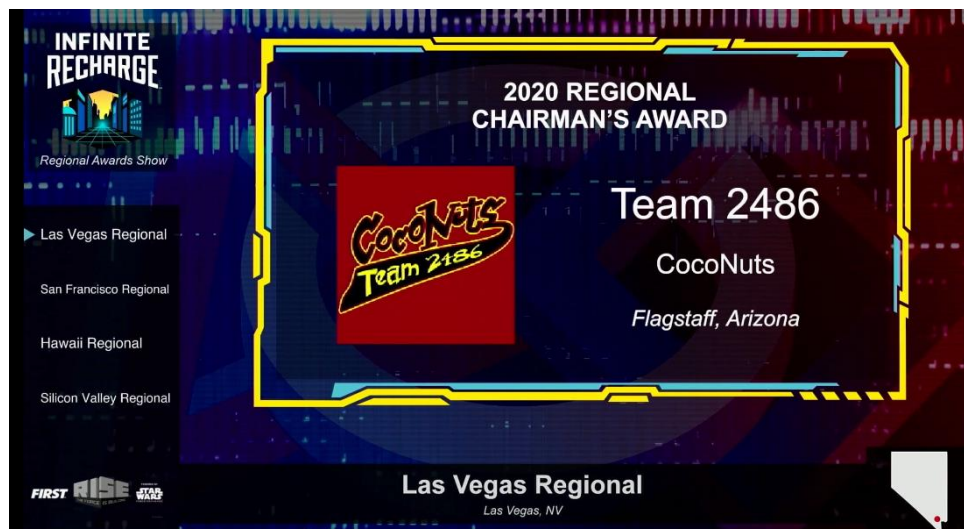 INFINITE
RECHARGE
Regional Awards Show
Las Vegas Regional
San Francisco Regional
Hawaii Regional
Silicon Valley Regional
2020 REGIONAL
CHAIRMAN'S AWARD
CocoNuts
Team 2486
Team 2486
CocoNuts
Flagstaff, Arizona
FIRST RISE STAR WARS
Las Vegas Regional
Las Vegas, NV